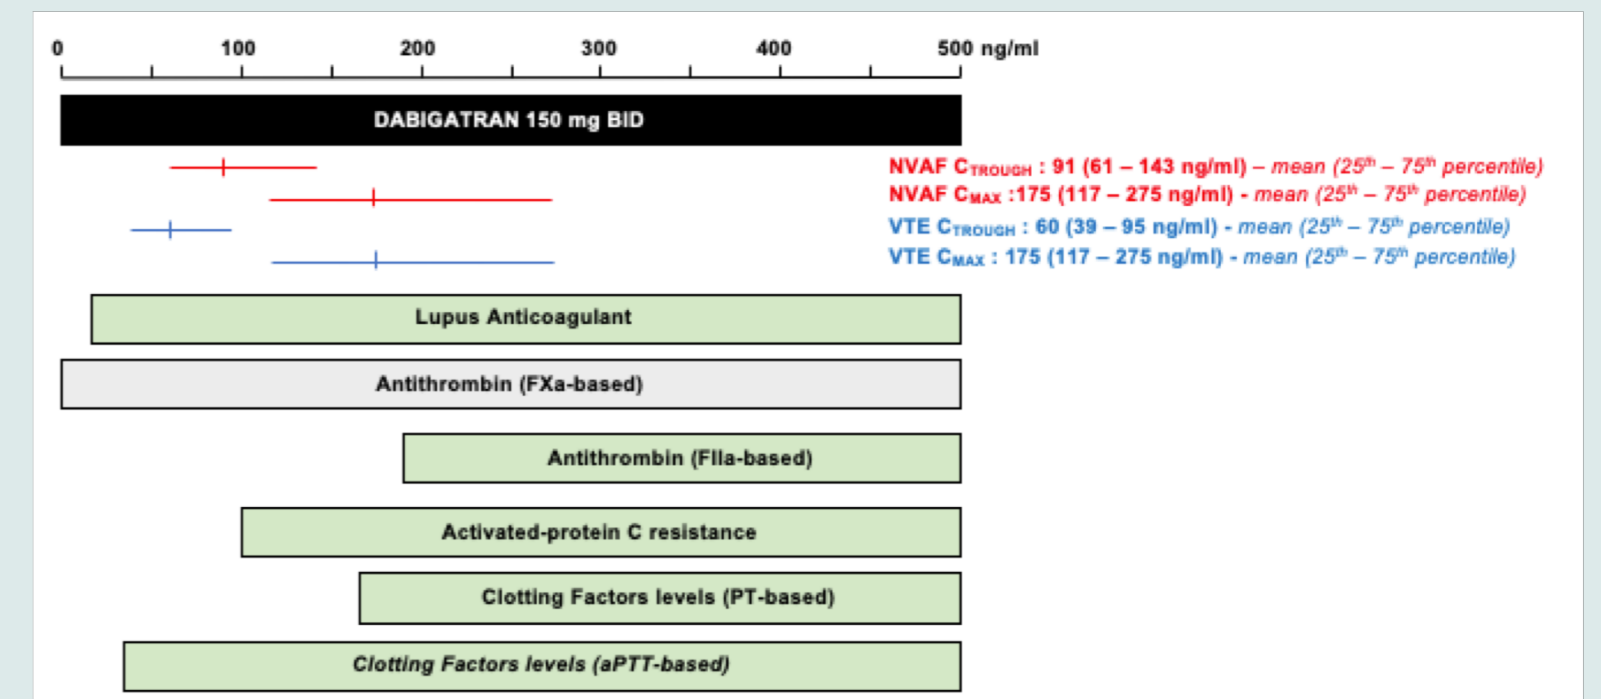 0 100 200 300 400 500 ng/ml
DABIGATRAN 150 mg BID
NVAF CTROUGH : 91 (61 – 143 ng/ml) – mean (25th – 75th percentile)
NVAF CMAX :175 (117 – 275 ng/ml) - mean (25th – 75th percentile)
VTE CTROUGH : 60 (39 – 95 ng/ml) - mean (25th – 75th percentile)
VTE CMAX : 175 (117 – 275 ng/ml) - mean (25th – 75th percentile)
Lupus Anticoagulant
Antithrombin (FXa-based)
Antithrombin (FIIa-based)
Activated-protein C resistance
Clotting Factors levels (PT-based)
Clotting Factors levels (aPTT-based)